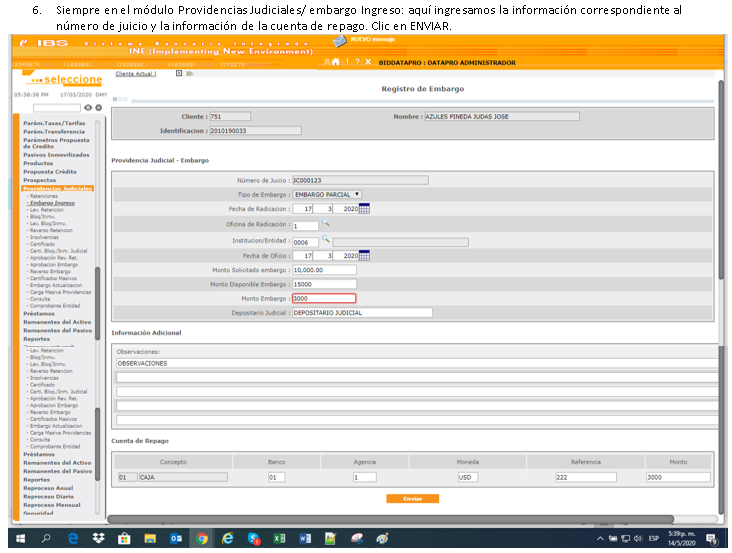 6. Siempre en el módulo Providencias Judiciales/ embargo Ingreso: aquí ingresamos la información correspondiente al
número de juicio y la información de la cuenta de repago. Clic en ENVIAR.
e IBS Sistema Bancario Integrado
NUEVO mensaje
INE (Implementing New Environment)
BIDDATAPRO : DATAPRO ADMINISTRADOR
...seleccione
Cliente Actual | ID:
05:38:38 PM 17/03/2020 DMY
Registro de Embargo
Cliente : 751 Nombre : AZULES PINEDA JUDAS JOSE
Identificacion : 2010190033
Parám.Tasas/Tarifas
Parám.Transferencia
Parámetros Propuesta
de Credito
Pasivos Inmovilizados
Productos
Propuesta Crédito
Prospectos
Providencias Judiciales
- Retenciones
- Embargo Ingreso
- Lev. Retencion
- Bloq/Inmv.
- Lev. Bloq/Inmv.
- Reverso Retencion
- Insolvencias
- Certificado
- Certi. Bloq./Inm. Judicial
- Aprobación Rev. Ret.
- Aprobacion Embargo
- Reverso Embargo
- Certificados Masivos
- Embargo Actualizacion
- Carga Masiva Providencias
- Consulta
- Comprobante Entidad
Préstamos
Remanentes del Activo
Remanentes del Pasivo
Reportes
- Lev. Retencion
- Bloq/Inmv.
- Lev. Bloq/Inmv.
- Reverso Retencion
- Insolvencias
- Certificado
- Certi. Bloq./Inm. Judicial
- Aprobación Rev. Ret.
- Aprobacion Embargo
- Reverso Embargo
- Certificados Masivos
- Embargo Actualizacion
- Carga Masiva Providencias
- Consulta
- Comprobante Entidad
Préstamos
Remanentes del Activo
Remanentes del Pasivo
Reportes
Reproceso Anual
Reproceso Diario
Reproceso Mensual
Seguridad
Providencia Judicial - Embargo
Número de Juicio : JC000123
Tipo de Embargo : EMBARGO PARCIAL
Fecha de Radicacion : 17 3 2020
Oficina de Radicación : 1
Institucion/Entidad : 0006
Fecha de Oficio : 17 3 2020
Monto Solicitado embargo : 10,000.00
Monto Disponible Embargo : 15000
Monto Embargo : 3000
Depositario Judicial : DEPOSITARIO JUDICIAL
Información Adicional
Observaciones:
OBSERVACIONES
Cuenta de Repago
Concepto Banco Agencia Moneda Referencia Monto
01 CAJA 01 1 USD 222 3000
Enviar
ESP
5:39p. m.
14/5/2020